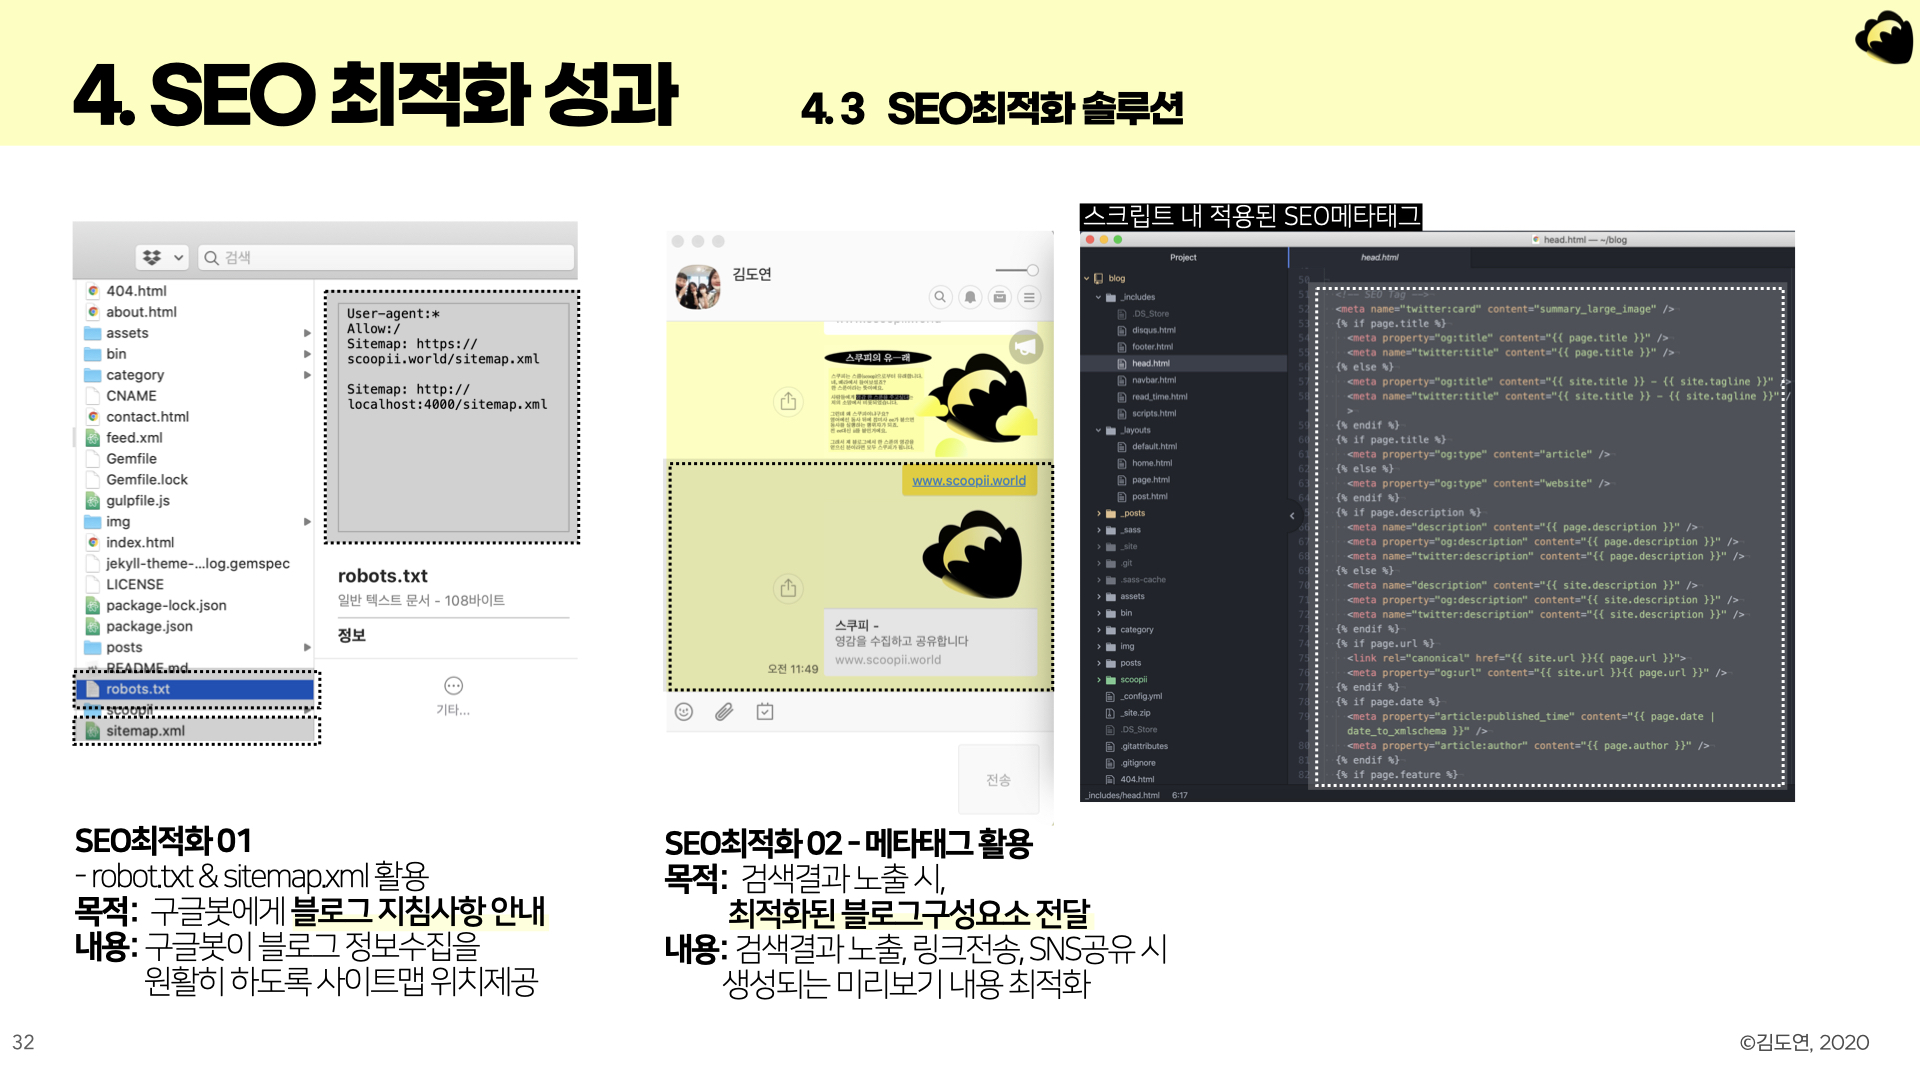 4. SEO 최적화 성과
4. 3 SEO최적화 솔루션
검색
404.html
about.html
assets
bin
category
CNAME
contact.html
feed.xml
Gemfile
Gemfile.lock
gulpfile.js
img
index.html
jekyll-theme-...log.gemspec
LICENSE
package-lock.json
package.json
posts
README.md
robots.txt
scoopii
sitemap.xml
User-agent:*
Allow:/
Sitemap: https://
scoopii.world/sitemap.xml
Sitemap: http://
localhost:4000/sitemap.xml
robots.txt
일반 텍스트 문서 - 108바이트
정보
기타...
SEO최적화 01
- robot.txt & sitemap.xml 활용
목적: 구글봇에게 블로그 지침사항 안내
내용: 구글봇이 블로그 정보수집을
원활히 하도록 사이트맵 위치제공
김도연
스쿠피의 유ㅡ래
www.scoopii.world
스쿠피 -
영감을 수집하고 공유합니다
www.scoopii.world
오전 11:49
전송
SEO최적화 02 - 메타태그 활용
목적: 검색결과 노출 시,
최적화된 블로그구성요소 전달
내용: 검색결과 노출, 링크전송, SNS공유 시
생성되는 미리보기 내용 최적화
스크립트 내 적용된 SEO메타태그
head.html — ~/blog
Project
blog
_includes
.DS_Store
disqus.html
footer.html
head.html
navbar.html
read_time.html
scripts.html
_layouts
default.html
home.html
page.html
post.html
_posts
_sass
_site
.git
.sass-cache
assets
bin
category
img
posts
scoopii
_config.yml
_site.zip
.DS_Store
.gitattributes
.gitignore
404.html
_includes/head.html 6:17
head.html
<!-- SEO Tag -->
<meta name="twitter:card" content="summary_large_image" />
{% if page.title %}
<meta property="og:title" content="{{ page.title }}" />
<meta name="twitter:title" content="{{ page.title }}" />
{% else %}
<meta property="og:title" content="{{ site.title }} - {{ site.tagline }}" />
<meta name="twitter:title" content="{{ site.title }} - {{ site.tagline }}" /
>
{% endif %}
{% if page.title %}
<meta name="og:type" content="article" />
{% else %}
<meta name="og:type" content="website" />
{% endif %}
{% if page.description %}
<meta name="description" content="{{ page.description }}" />
<meta property="og:description" content="{{ page.description }}" />
<meta name="twitter:description" content="{{ page.description }}" />
{% else %}
<meta name="description" content="{{ site.description }}" />
<meta property="og:description" content="{{ site.description }}" />
<meta name="twitter:description" content="{{ site.description }}" />
{% endif %}
{% if page.url %}
<link rel="canonical" href="{{ site.url }}{{ page.url }}">
<meta property="og:url" content="{{ site.url }}{{ page.url }}" />
{% endif %}
{% if page.date %}
<meta property="article:published_time" content="{{ page.date |
date_to_xmlschema }}" />
<meta property="article:author" content="{{ page.author }}" />
{% endif %}
{% if page.feature %}
32
©김도연, 2020